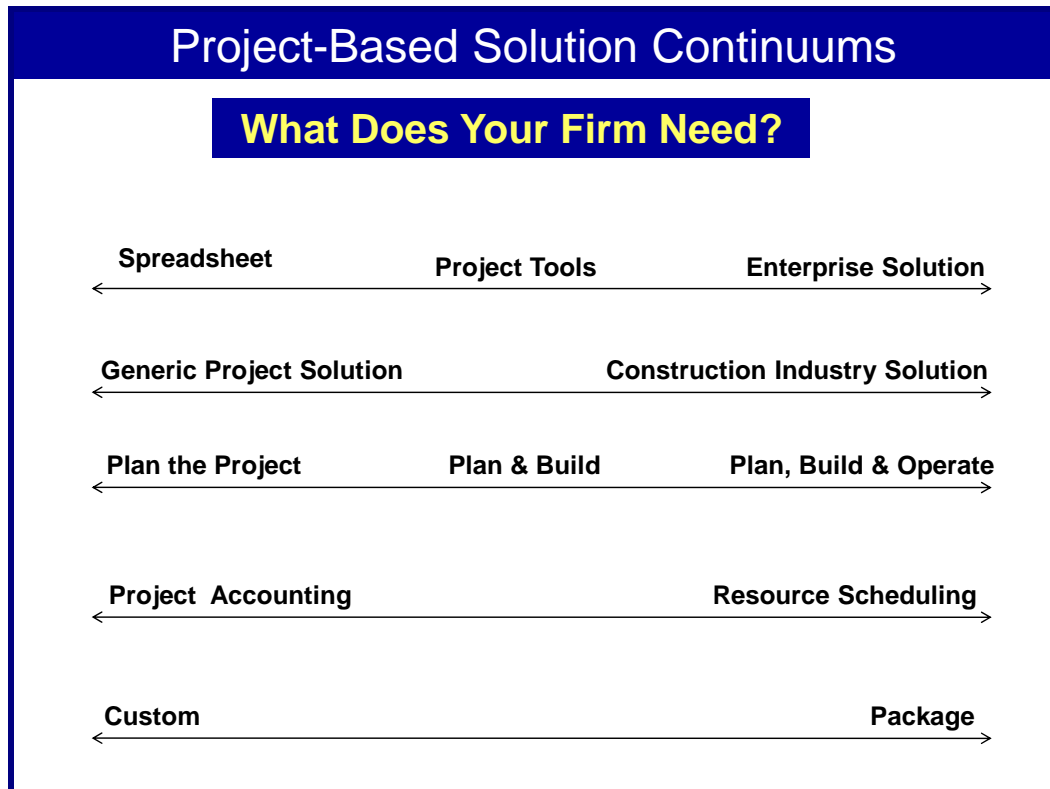 Project-Based Solution Continuums
What Does Your Firm Need?
Spreadsheet Project Tools Enterprise Solution
Generic Project Solution Construction Industry Solution
Plan the Project Plan & Build Plan, Build & Operate
Project Accounting Resource Scheduling
Custom Package